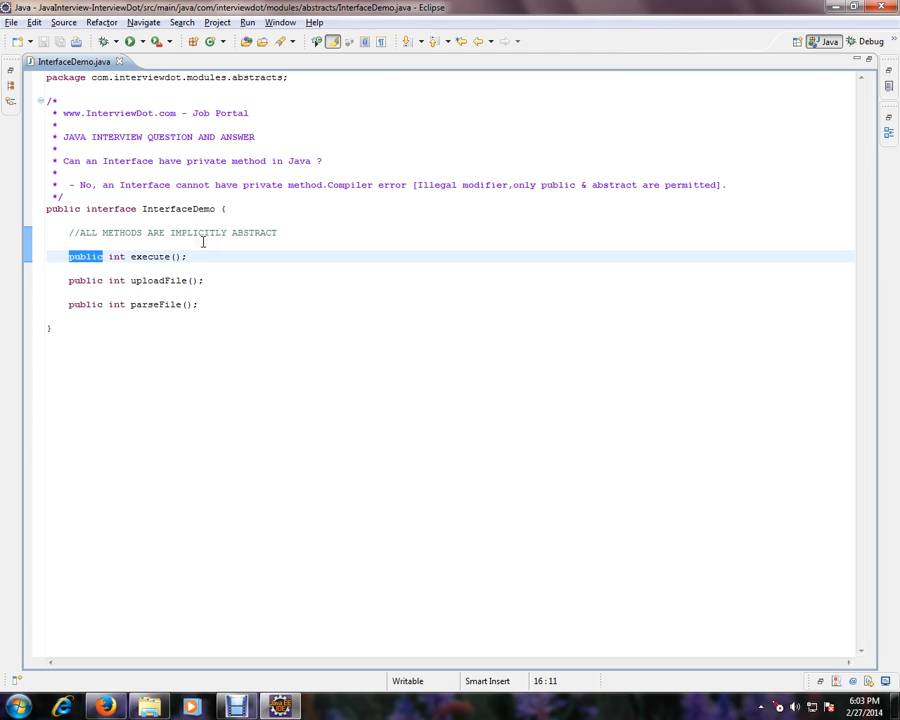 Java - JavaInterview-InterviewDot/src/main/java/com/interviewdot/modules/abstracts/InterfaceDemo.java - Eclipse
File Edit Source Refactor Navigate Search Project Run Window Help
Java Debug
InterfaceDemo.java
package com.interviewdot.modules.abstracts;
/*
* www.InterviewDot.com - Job Portal
*
* JAVA INTERVIEW QUESTION AND ANSWER
*
* Can an Interface have private method in Java ?
*
* - No, an Interface cannot have private method.Compiler error [Illegal modifier,only public & abstract are permitted].
*/
public interface InterfaceDemo {
//ALL METHODS ARE IMPLICITLY ABSTRACT
public int execute();
public int uploadFile();
public int parseFile();
}
Writable Smart Insert 16 : 11
6:03 PM
2/27/2014